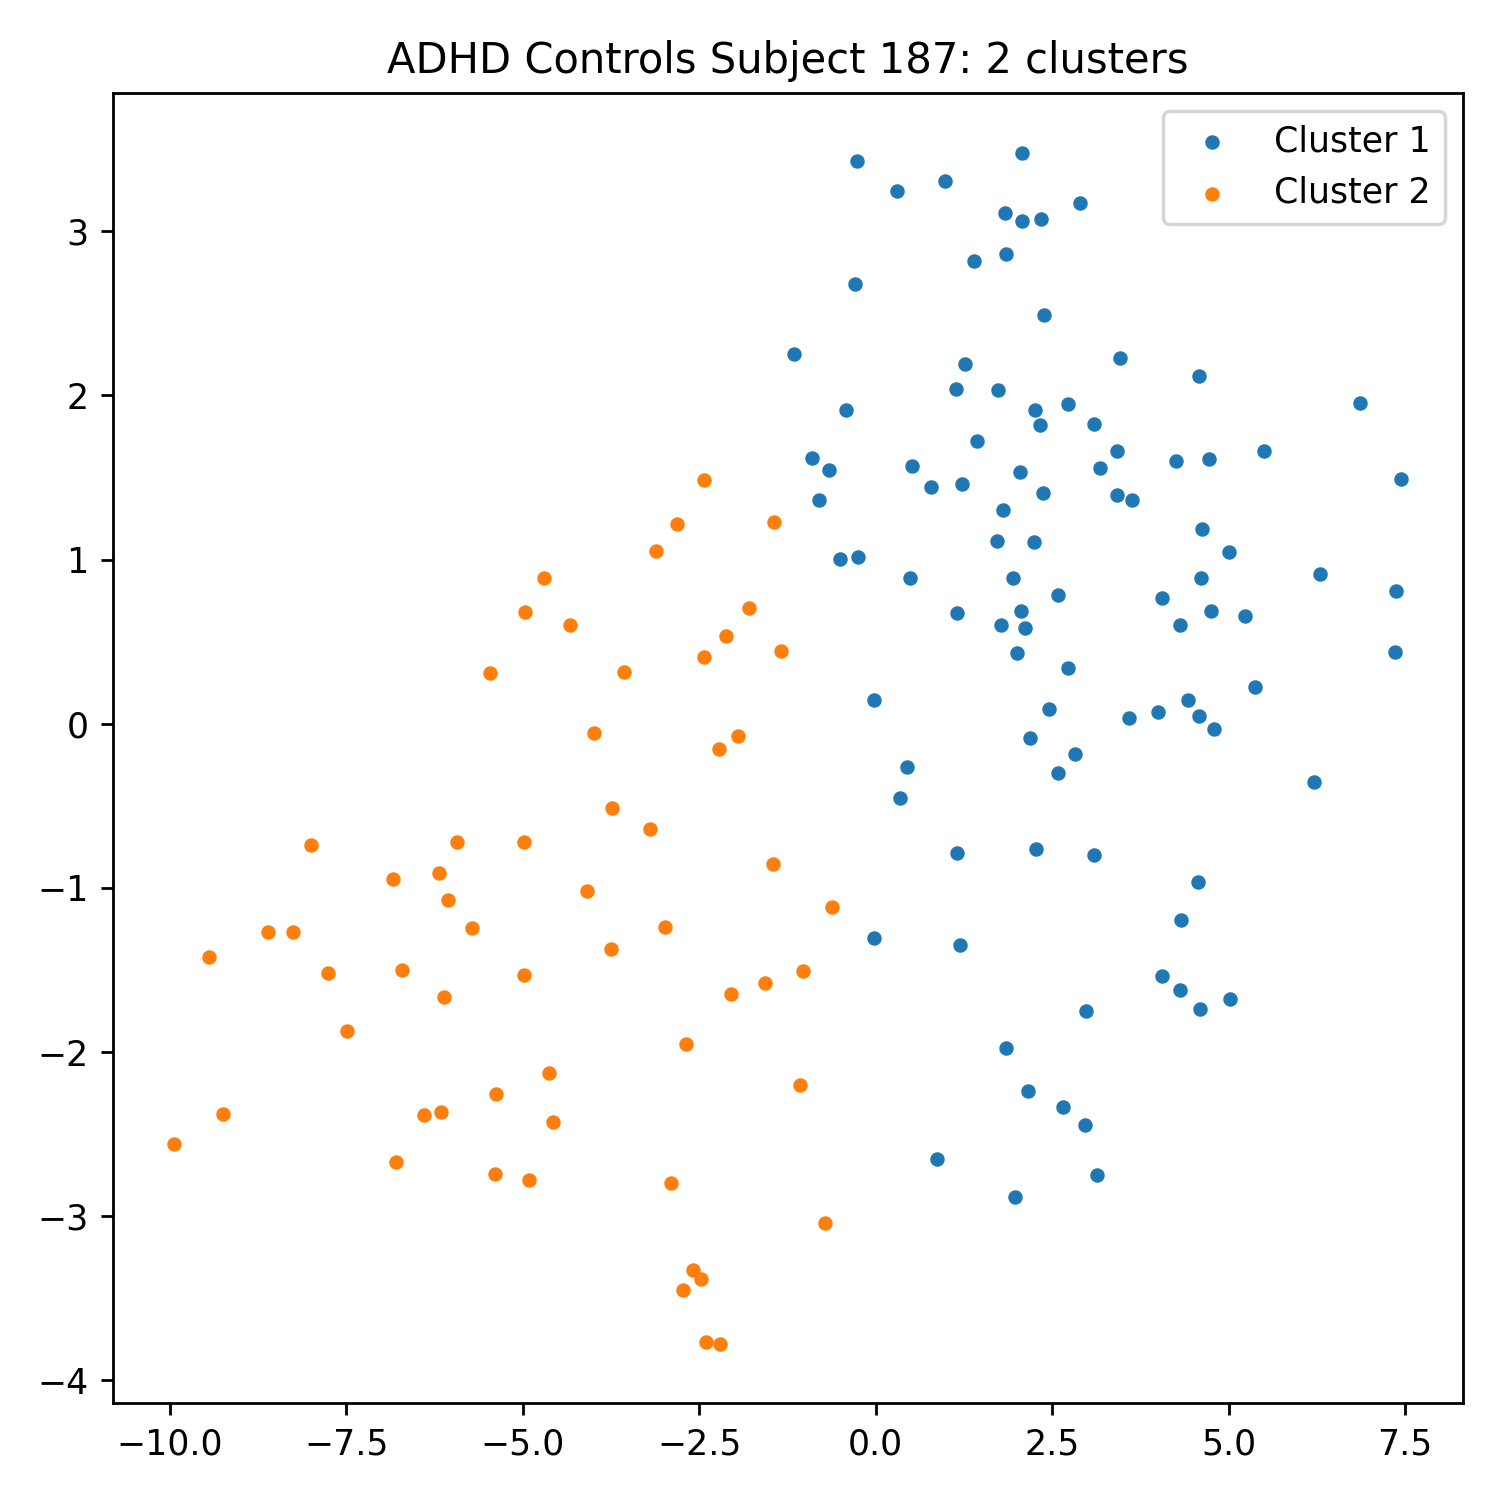 ADHD Controls Subject 187: 2 clusters
Cluster 1
Cluster 2
3
2
1
0
−1
−2
−3
−4
−10.0 −7.5 −5.0 −2.5 0.0 2.5 5.0 7.5